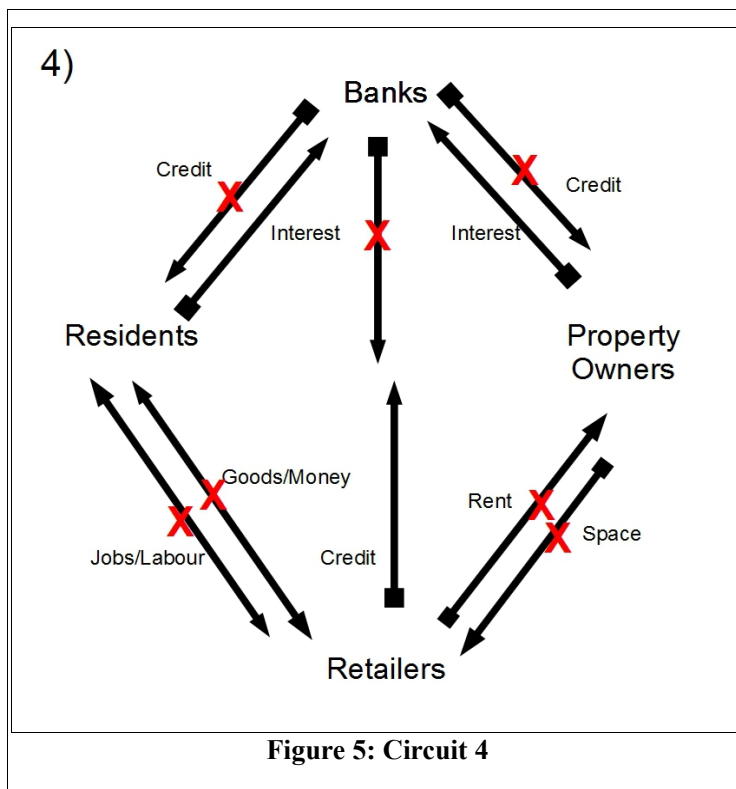 4)
Banks
Credit
Credit
Interest
Interest
Residents
Property
Owners
Goods/Money
Rent
Space
Jobs/Labour
Credit
Retailers
X
X
X
X
X
X
X
Figure 5: Circuit 4